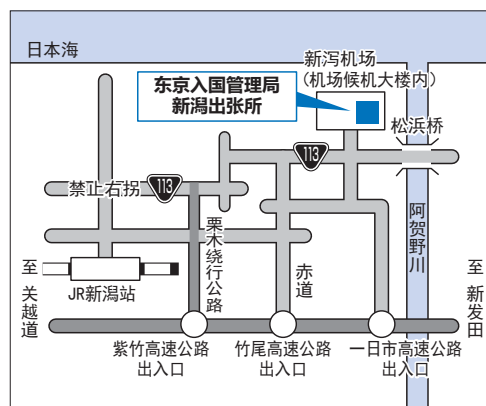 日本海
新泻机场
（机场候机大楼内）
东京入国管理局
新潟出张所
松浜桥
113
禁止右拐
113
栗木绕行公路
赤道
阿贺野川
至 关越道
JR新潟站
至 新发田
紫竹高速公路
出入口
竹尾高速公路
出入口
一日市高速公路
出入口